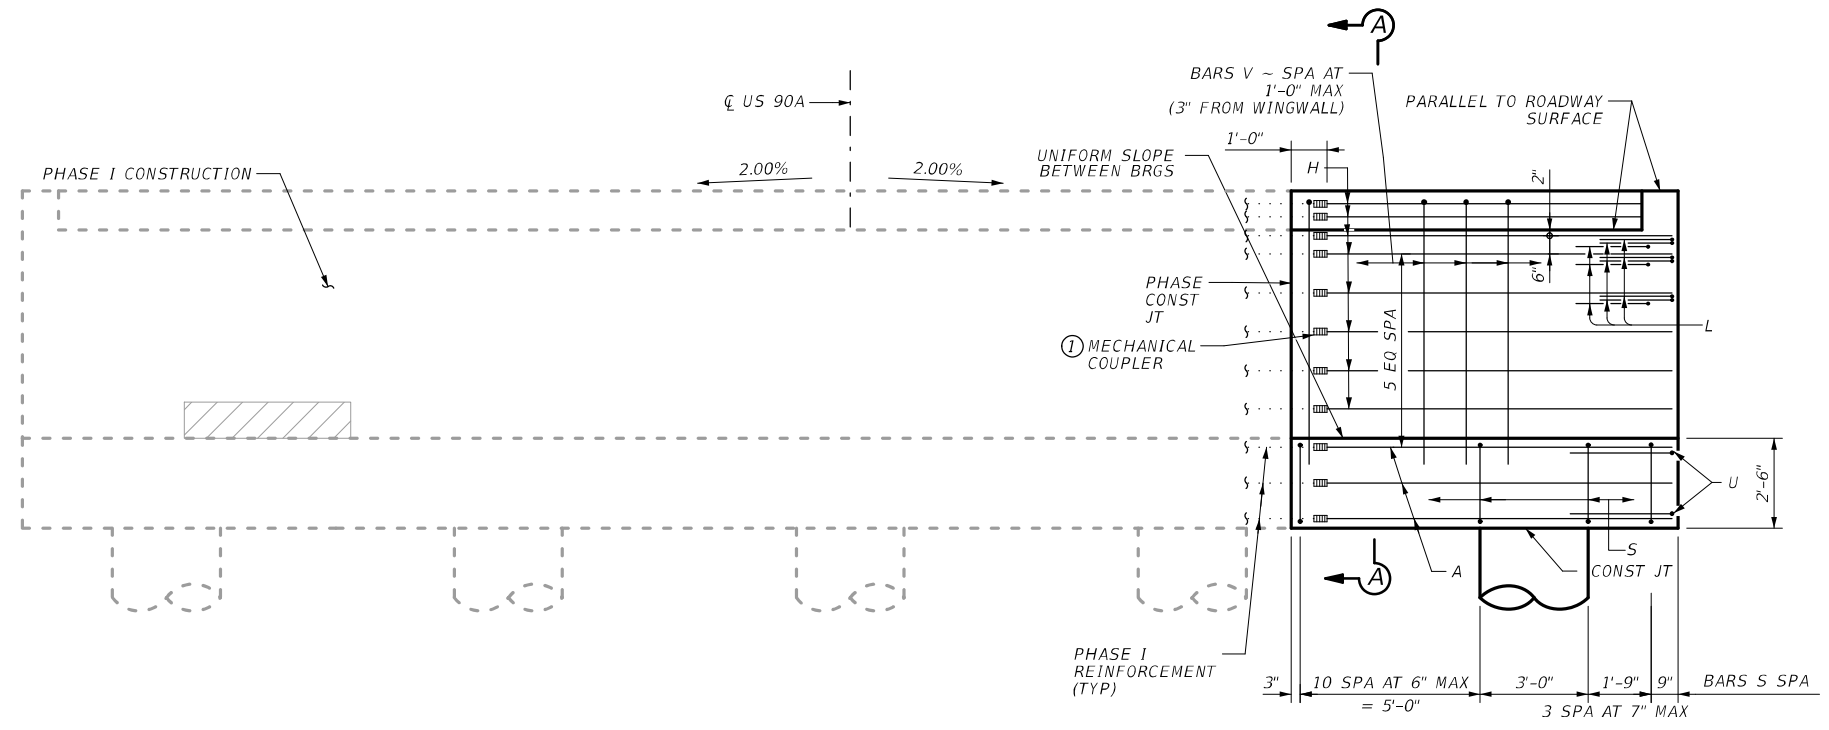 A
BARS V ~ SPA AT
1'-0" MAX
(3" FROM WINGWALL)
℄ US 90A
PARALLEL TO ROADWAY
SURFACE
1'-0"
UNIFORM SLOPE
BETWEEN BRGS
PHASE I CONSTRUCTION
2.00%
2.00%
H
2"
6"
PHASE
CONST
JT
5 EQ SPA
L
1 MECHANICAL
COUPLER
U
2'-6"
S
A
CONST JT
A
PHASE I
REINFORCEMENT
(TYP)
3"
10 SPA AT 6" MAX
= 5'-0"
3'-0"
1'-9"
9"
BARS S SPA
3 SPA AT 7" MAX